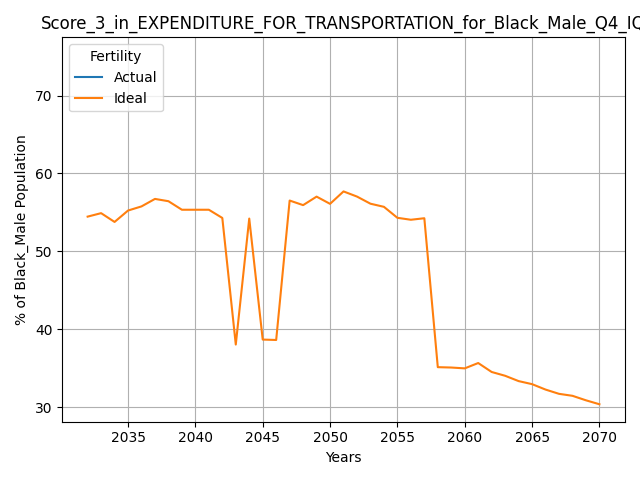 Score_3_in_EXPENDITURE_FOR_TRANSPORTATION_for_Black_Male_Q4_IQ
Fertility
Actual
Ideal
70
60
50
40
30
% of Black_Male Population
2035 2040 2045 2050 2055 2060 2065 2070
Years